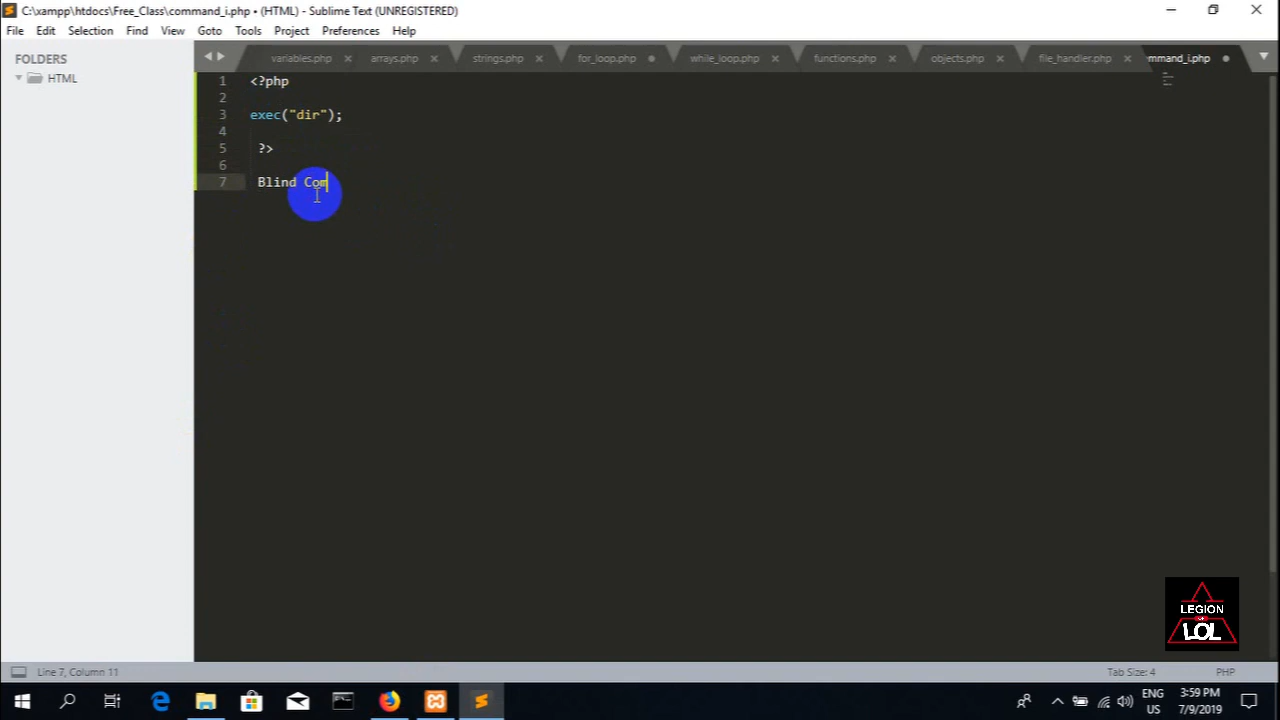 C:\xampp\htdocs\Free_Class\command_i.php • (HTML) - Sublime Text (UNREGISTERED)
File Edit Selection Find View Goto Tools Project Preferences Help
FOLDERS
HTML
variables.php arrays.php strings.php for_loop.php while_loop.php functions.php objects.php file_handler.php mmand_i.php
1 <?php
2
3 exec("dir");
4
5 ?>
6
7 Blind Com
LEGION
LOL
Line 7, Column 11 Tab Size: 4 PHP
ENG 3:59 PM
US 7/9/2019